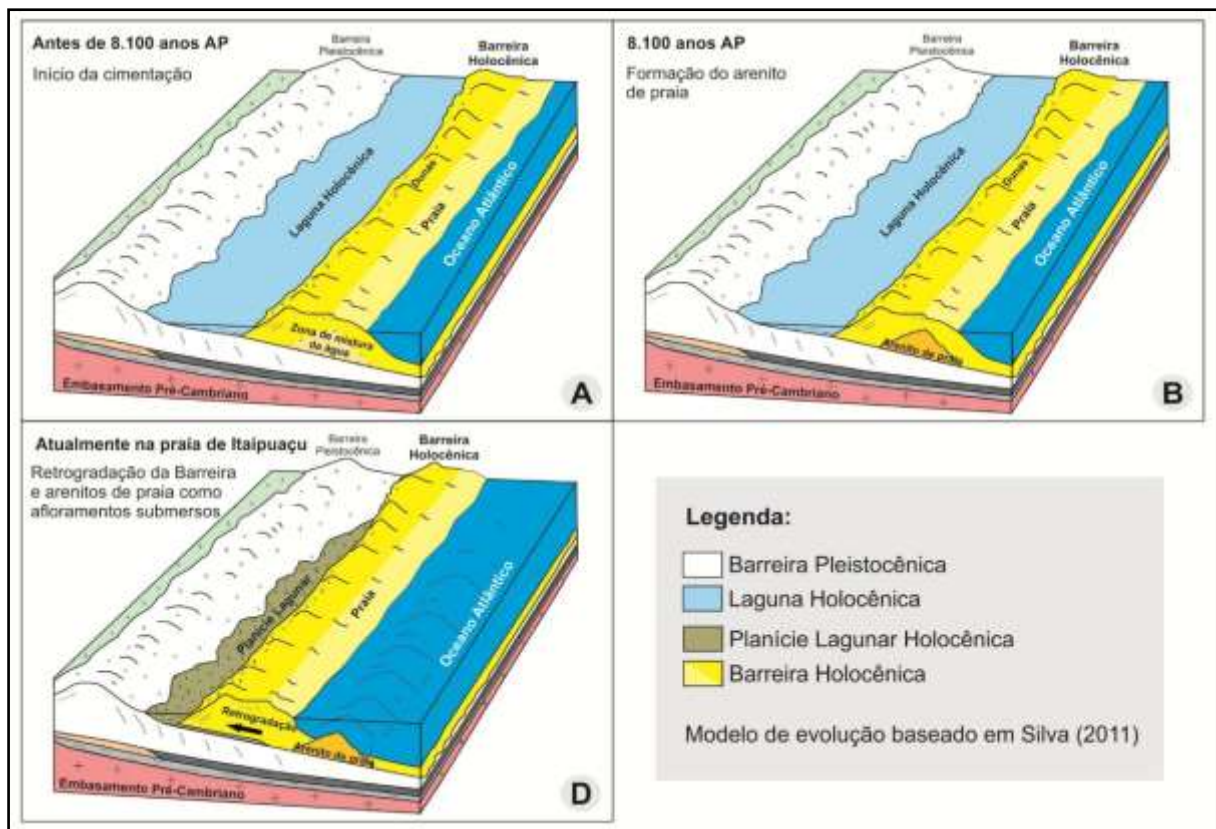 Antes de 8.100 anos AP
Início da cimentação
Barreira
Pleistocênica
Barreira
Holocênica
Laguna Holocênica
Dunas
Praia
Oceano Atlântico
Zona de mistura
da água
Embasamento Pré-Cambriano
A
8.100 anos AP
Formação do arenito
de praia
Barreira
Pleistocênica
Barreira
Holocênica
Laguna Holocênica
Dunas
Praia
Oceano Atlântico
Arenito de praia
Embasamento Pré-Cambriano
B
Atualmente na praia de Itaipuaçu
Retrogradação da Barreira
e arenitos de praia como
afloramentos submersos
Barreira
Pleistocênica
Barreira
Holocênica
Planície Lagunar
Praia
Oceano Atlântico
Retrogradação
Arenito de praia
Embasamento Pré-Cambriano
D
Legenda:
Barreira Pleistocênica
Laguna Holocênica
Planície Lagunar Holocênica
Barreira Holocênica
Modelo de evolução baseado em Silva (2011)